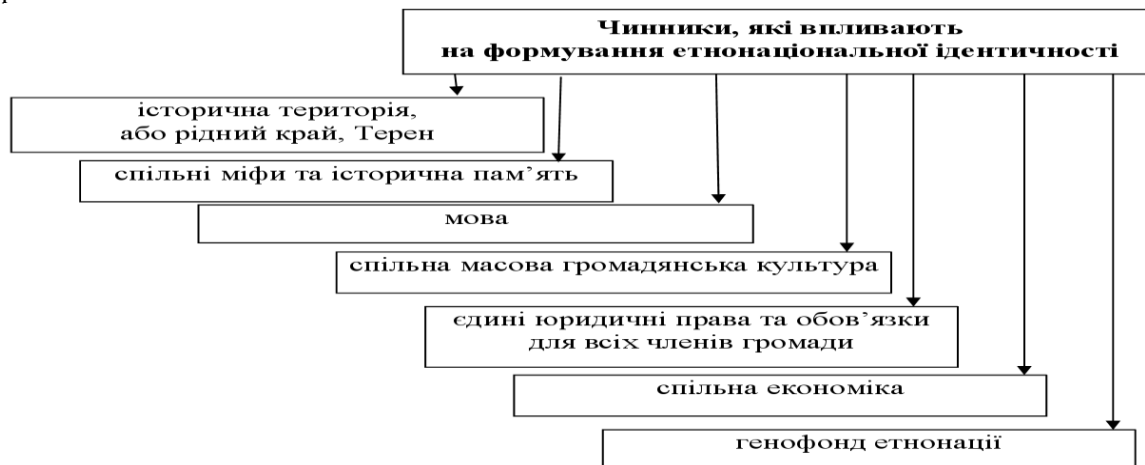 Чинники, які впливають
на формування етнонаціональної ідентичності
історична територія,
або рідний край, Терен
спільні міфи та історична пам’ять
мова
спільна масова громадянська культура
єдині юридичні права та обов’язки
для всіх членів громади
спільна економіка
генофонд етнонації